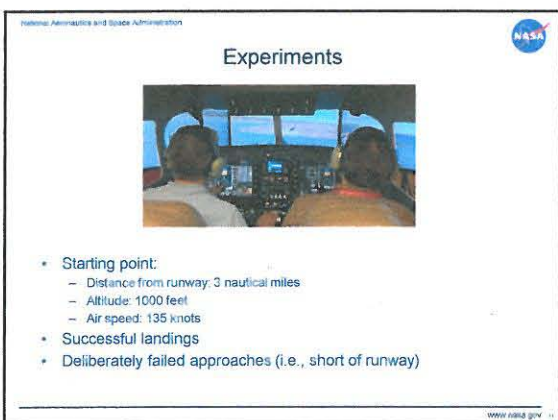 National Aeronautics and Space Administration
NASA
Experiments
• Starting point:
– Distance from runway: 3 nautical miles
– Altitude: 1000 feet
– Air speed: 135 knots
• Successful landings
• Deliberately failed approaches (i.e., short of runway)
www.nasa.gov